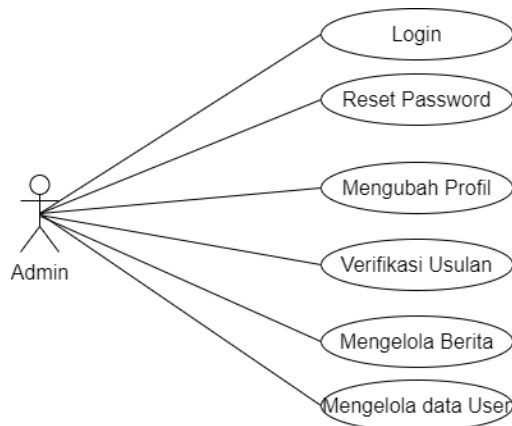 Login
Reset Password
Mengubah Profil
Admin
Verifikasi Usulan
Mengelola Berita
Mengelola data User